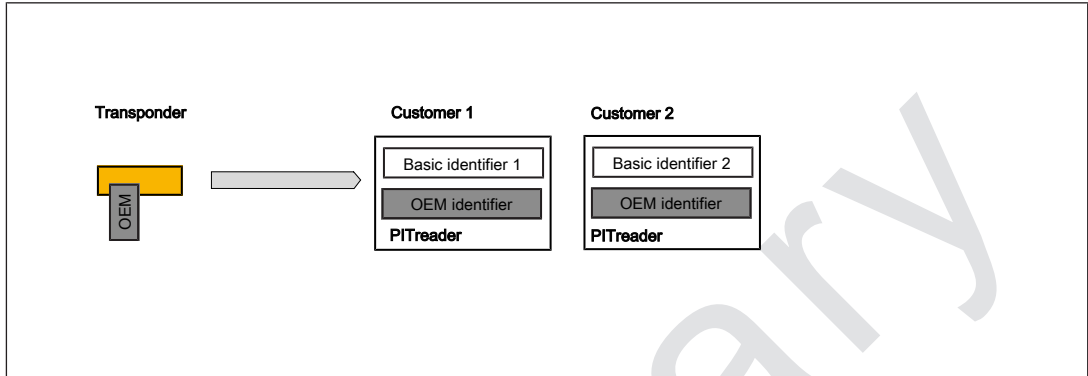 Transponder
Customer 1
Customer 2
OEM
Basic identifier 1
OEM identifier
PITreader
Basic identifier 2
OEM identifier
PITreader
ary